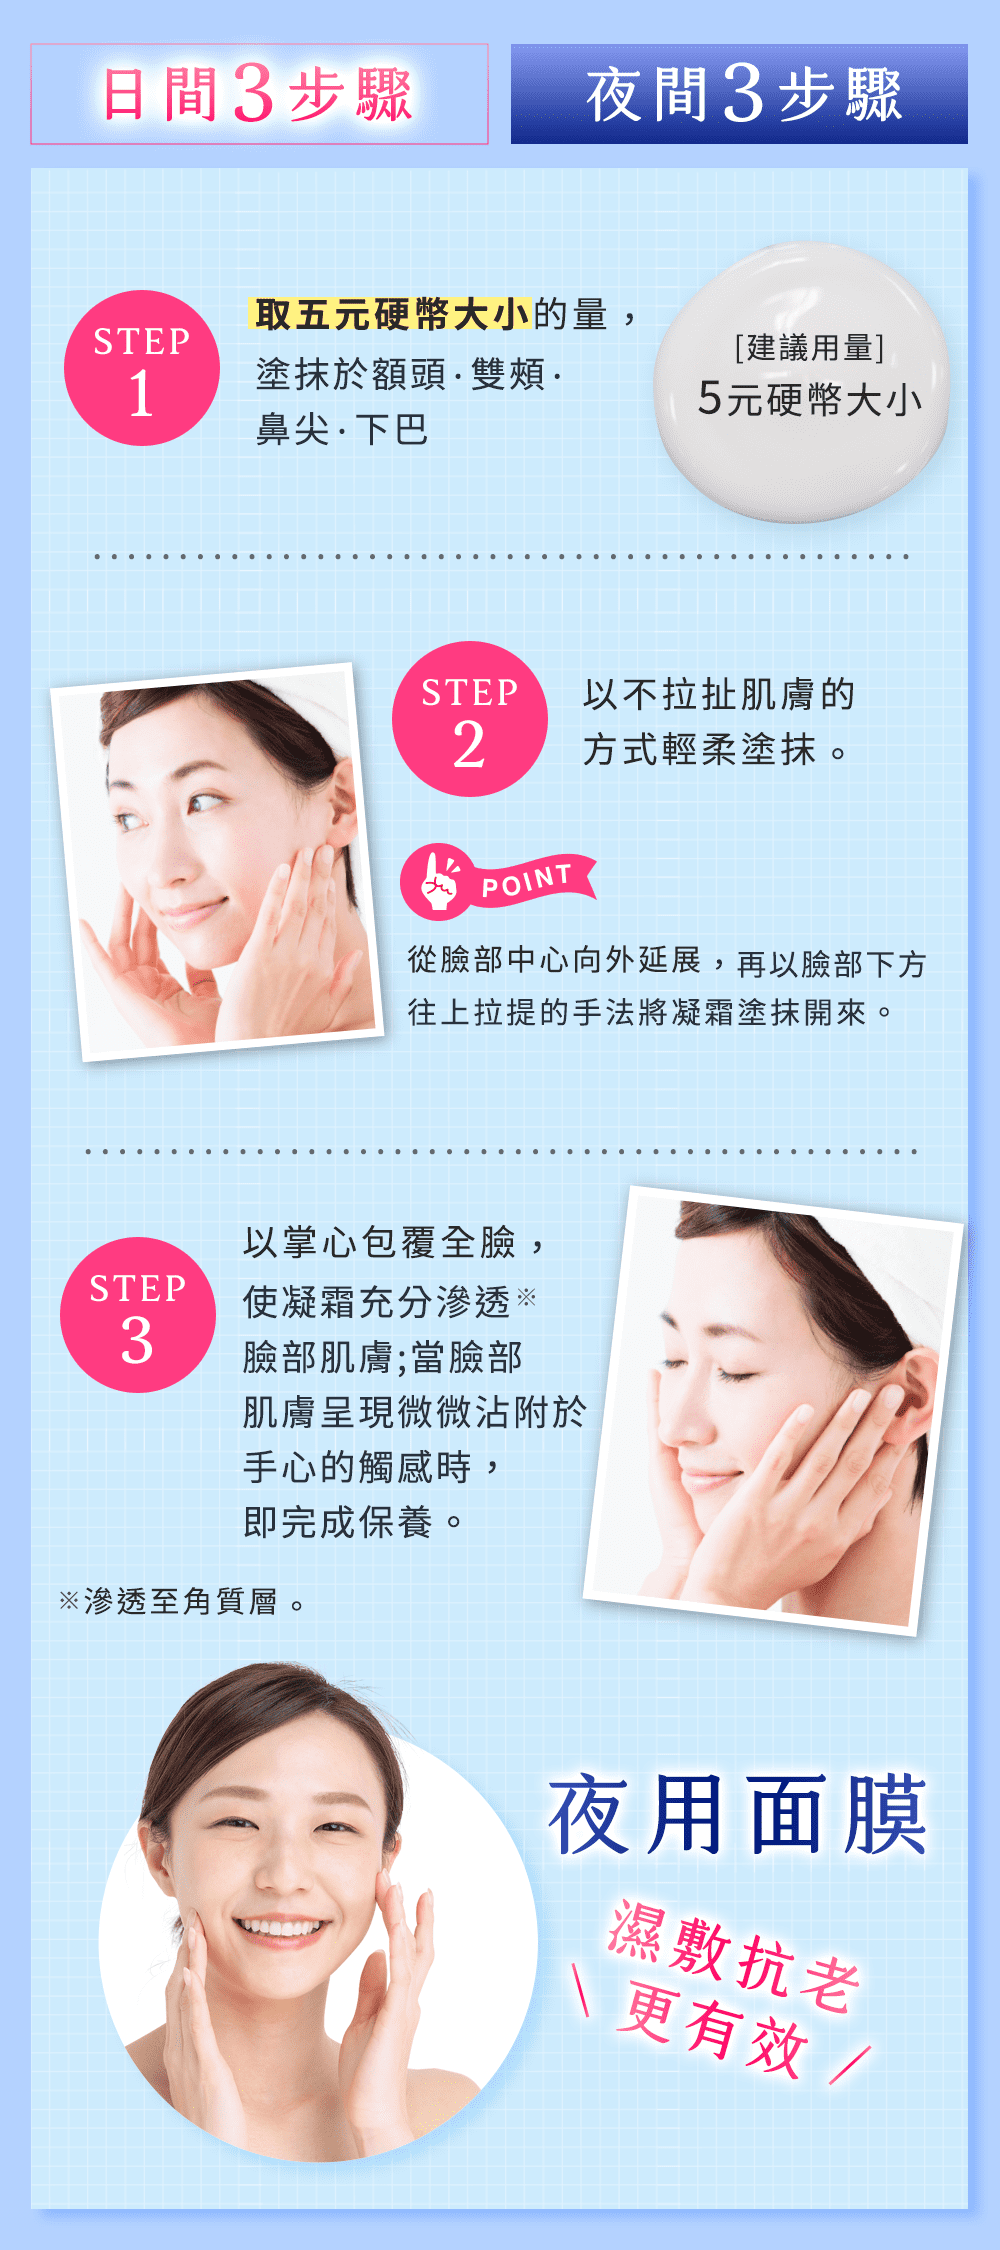 日間3步驟
夜間3步驟
STEP
1
取五元硬幣大小的量，
塗抹於額頭·雙頰·
鼻尖·下巴
[建議用量]
5元硬幣大小
STEP
2
以不拉扯肌膚的
方式輕柔塗抹。
POINT
從臉部中心向外延展，再以臉部下方
往上拉提的手法將凝霜塗抹開來。
STEP
3
以掌心包覆全臉，
使凝霜充分滲透※
臉部肌膚;當臉部
肌膚呈現微微沾附於
手心的觸感時，
即完成保養。
※滲透至角質層。
夜用面膜
濕敷抗老
\ 更有效 /